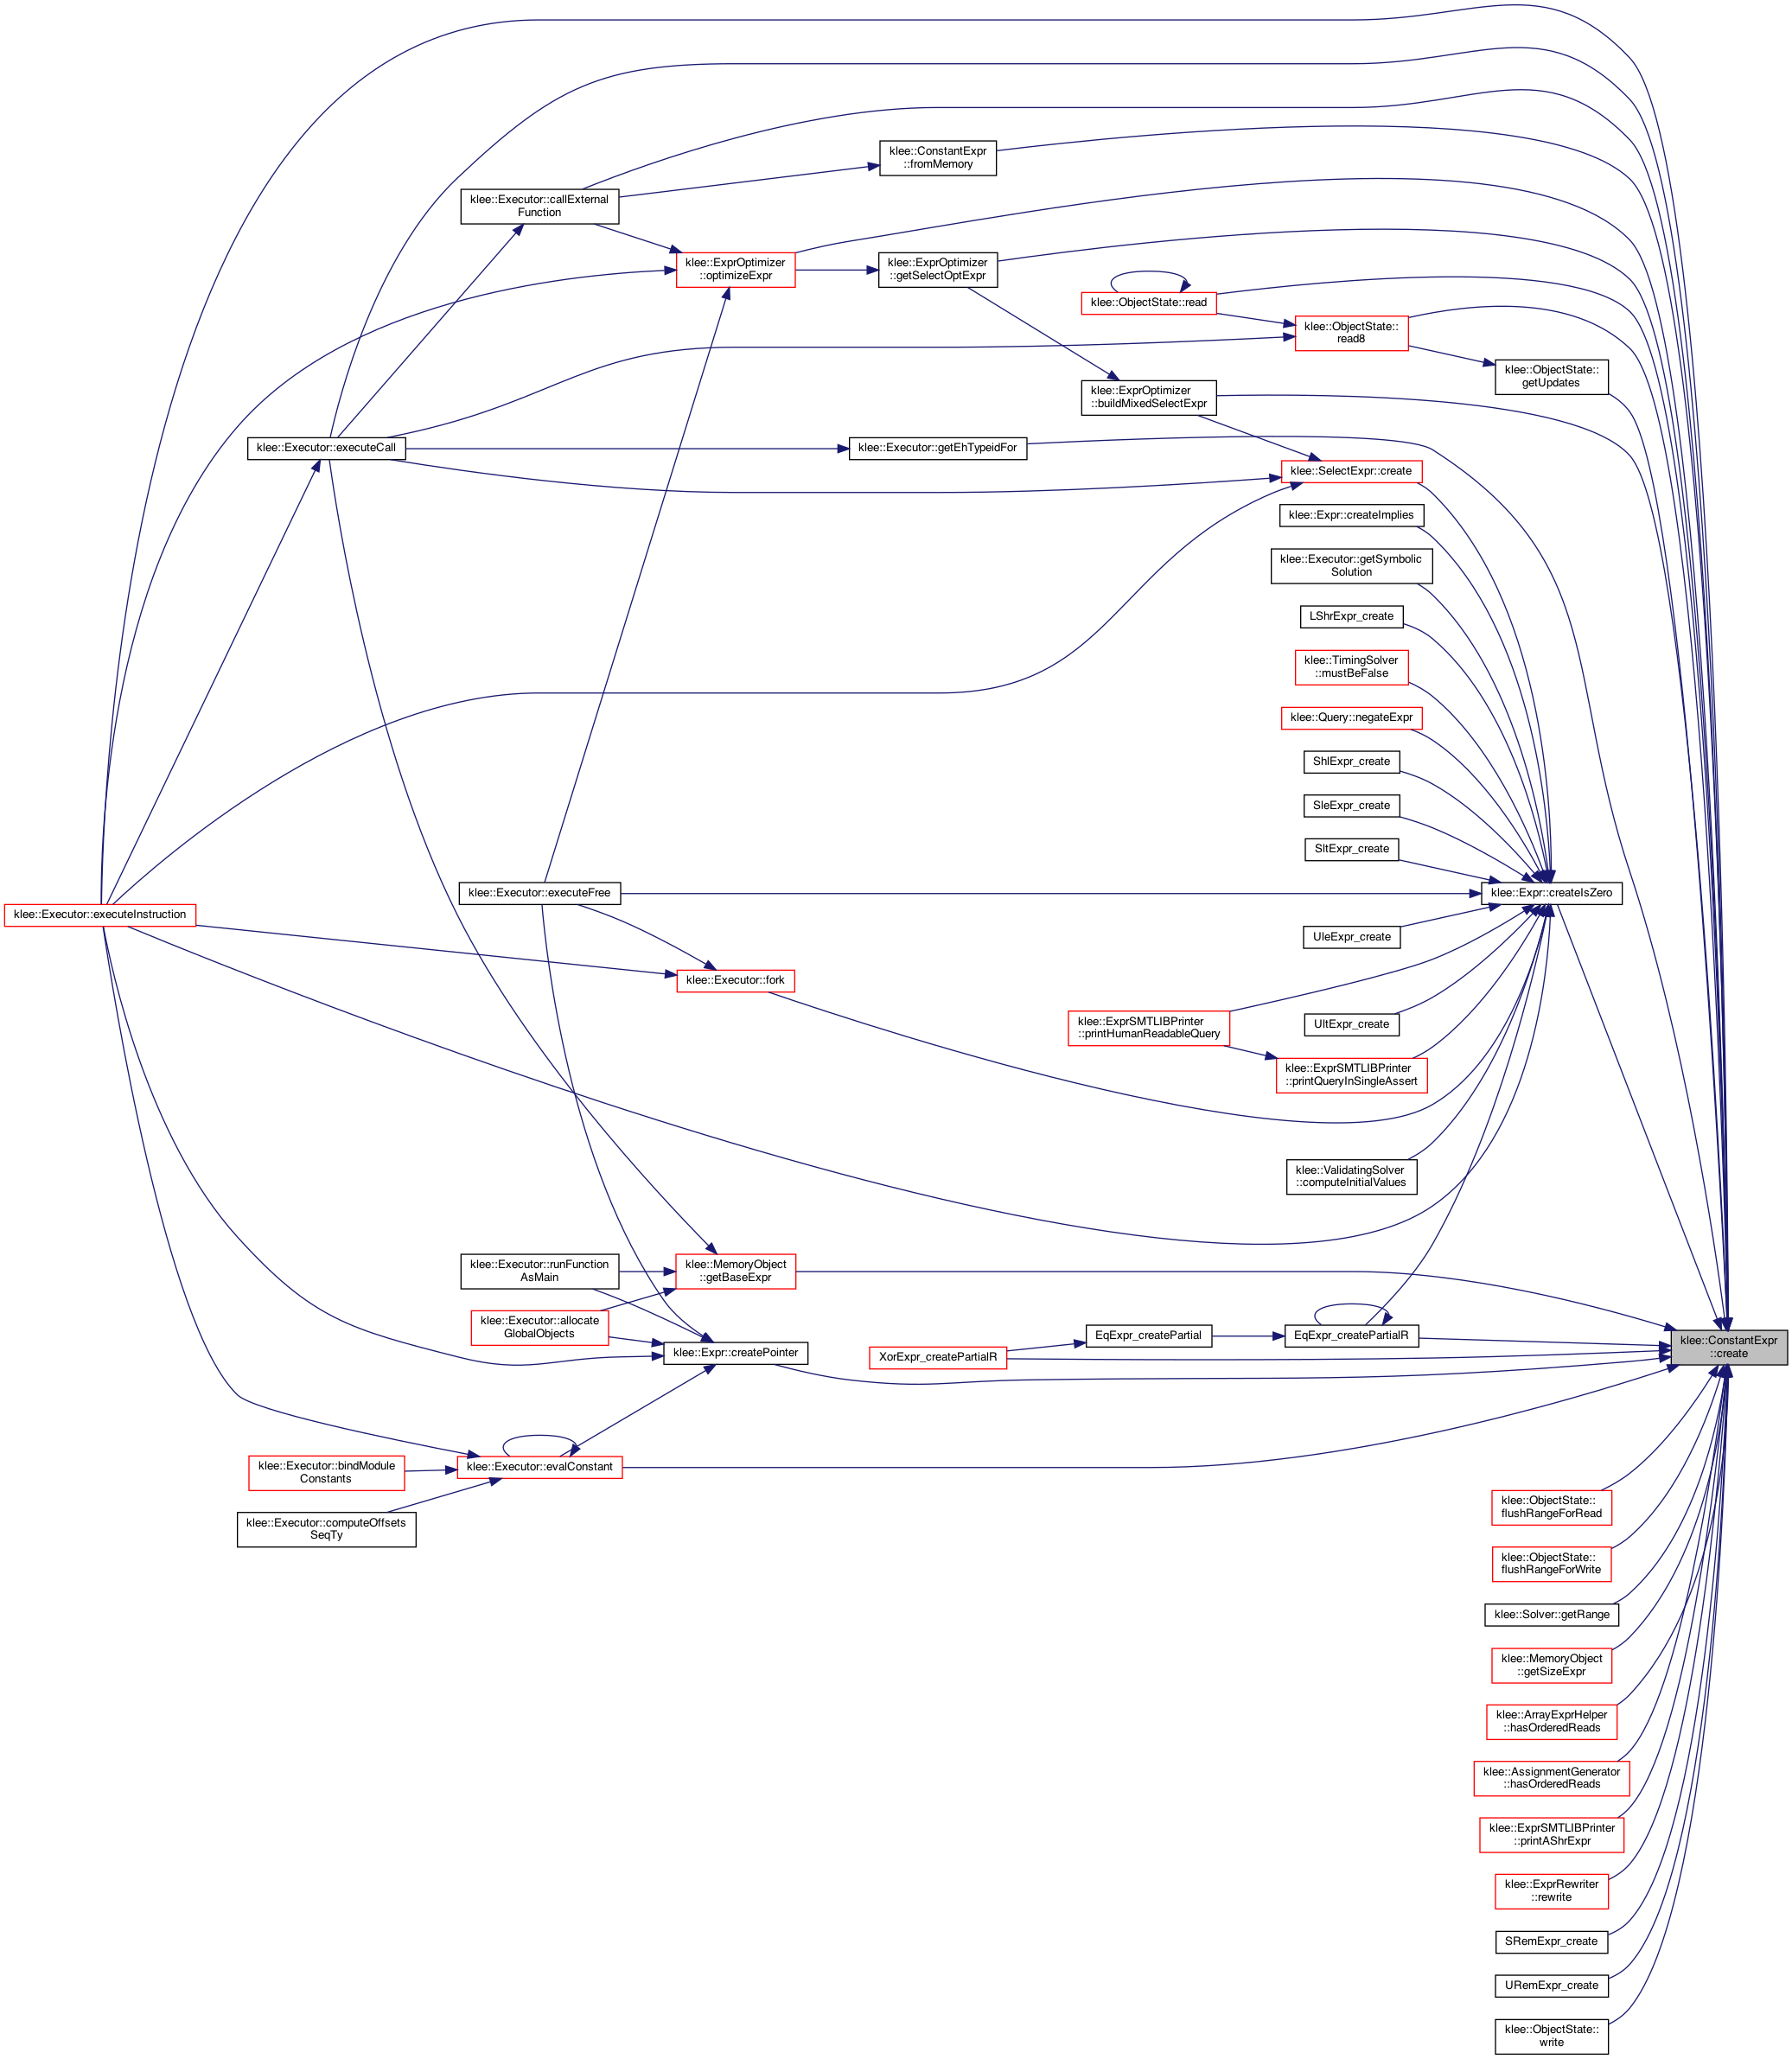 klee::ConstantExpr
::fromMemory
klee::Executor::callExternal
Function
klee::ExprOptimizer
::optimizeExpr
klee::ExprOptimizer
::getSelectOptExpr
klee::ObjectState::read
klee::ObjectState::
read8
klee::ObjectState::
getUpdates
klee::ExprOptimizer
::buildMixedSelectExpr
klee::Executor::executeCall
klee::Executor::getEhTypeidFor
klee::SelectExpr::create
klee::Expr::createImplies
klee::Executor::getSymbolic
Solution
LShrExpr_create
klee::TimingSolver
::mustBeFalse
klee::Query::negateExpr
ShlExpr_create
SleExpr_create
SltExpr_create
klee::Executor::executeInstruction
klee::Executor::executeFree
klee::Expr::createIsZero
UleExpr_create
klee::Executor::fork
klee::ExprSMTLIBPrinter
::printHumanReadableQuery
UltExpr_create
klee::ExprSMTLIBPrinter
::printQueryInSingleAssert
klee::ValidatingSolver
::computeInitialValues
klee::Executor::runFunction
AsMain
klee::MemoryObject
::getBaseExpr
klee::Executor::allocate
GlobalObjects
klee::Expr::createPointer
XorExpr_createPartialR
EqExpr_createPartial
EqExpr_createPartialR
klee::ConstantExpr
::create
klee::Executor::bindModule
Constants
klee::Executor::evalConstant
klee::Executor::computeOffsets
SeqTy
klee::ObjectState::
flushRangeForRead
klee::ObjectState::
flushRangeForWrite
klee::Solver::getRange
klee::MemoryObject
::getSizeExpr
klee::ArrayExprHelper
::hasOrderedReads
klee::AssignmentGenerator
::hasOrderedReads
klee::ExprSMTLIBPrinter
::printAShrExpr
klee::ExprRewriter
::rewrite
SRemExpr_create
URemExpr_create
klee::ObjectState::
write